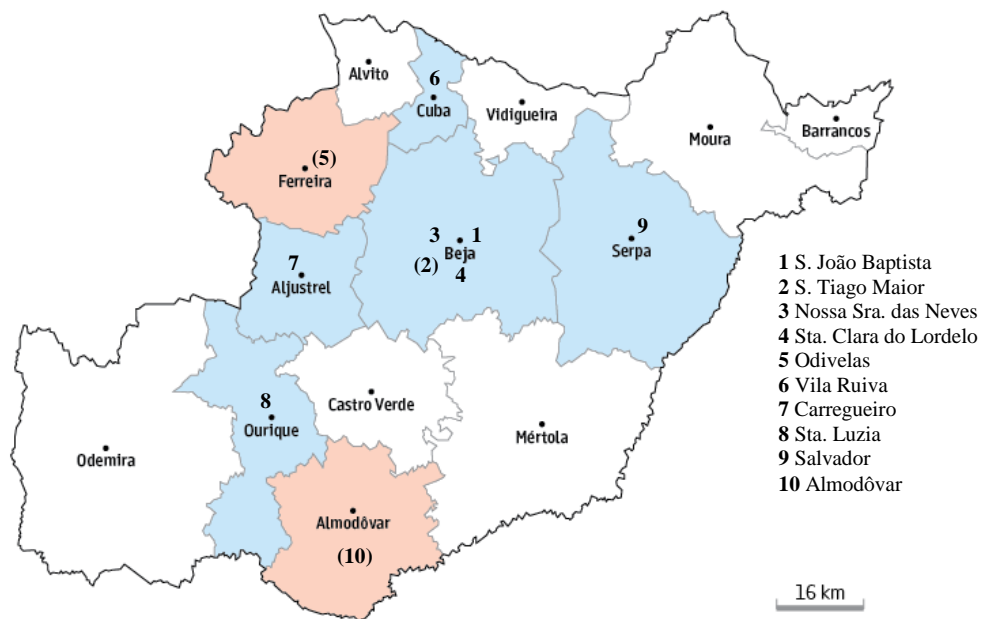 Alvito
6
Cuba
Vidigueira
Moura
Barrancos
(5)
Ferreira
3 1
Beja
(2)
4
9
Serpa
7
Aljustrel
8
Ourique
Castro Verde
Mértola
Odemira
Almodôvar
(10)
1 S. João Baptista
2 S. Tiago Maior
3 Nossa Sra. das Neves
4 Sta. Clara do Lordelo
5 Odivelas
6 Vila Ruiva
7 Carregueiro
8 Sta. Luzia
9 Salvador
10 Almodôvar
16 km